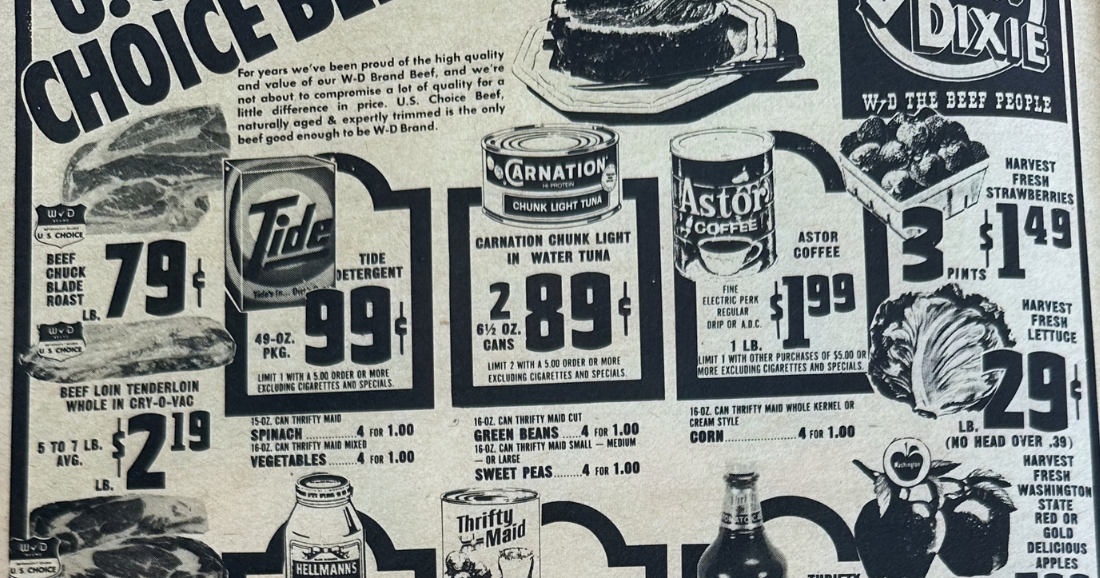 CHOICE
For years we've been proud of the high quality
and value of our W-D Brand Beef, and we're
not about to compromise a lot of quality for a
little difference in price. U.S. Choice Beef,
naturally aged & expertly trimmed is the only
beef good enough to be W-D Brand.
DIXIE
W/D THE BEEF PEOPLE
W-D
U.S. CHOICE
BEEF
CHUCK
BLADE
ROAST
LB. 79¢
Tide
TIDE
DETERGENT
49-OZ.
PKG. 99¢
LIMIT 1 WITH A 5.00 ORDER OR MORE
EXCLUDING CIGARETTES AND SPECIALS.
CARNATION
HI PROTEIN
CHUNK LIGHT TUNA
CARNATION CHUNK LIGHT
IN WATER TUNA
2
6½ OZ.
CANS 89¢
LIMIT 2 WITH A 5.00 ORDER OR MORE
EXCLUDING CIGARETTES AND SPECIALS.
Astor
COFFEE
ASTOR
COFFEE
FINE
ELECTRIC PERK
REGULAR
DRIP OR A.D.C.
1 LB. $1 99
LIMIT 1 WITH OTHER PURCHASES OF $5.00 OR
MORE EXCLUDING CIGARETTES AND SPECIALS.
HARVEST
FRESH
STRAWBERRIES
3 PINTS $1 49
HARVEST
FRESH
LETTUCE
LB. 29¢
(NO HEAD OVER .39)
W-D
U.S. CHOICE
BEEF LOIN TENDERLOIN
WHOLE IN CRY-O-VAC
5 TO 7 LB.
AVG.
LB. $2 19
15-OZ. CAN THRIFTY MAID
SPINACH ........ 4 FOR 1.00
16-OZ. CAN THRIFTY MAID MIXED
VEGETABLES ........ 4 FOR 1.00
16-OZ. CAN THRIFTY MAID CUT
GREEN BEANS ..... 4 FOR 1.00
16-OZ. CAN THRIFTY MAID SMALL — MEDIUM
— OR LARGE
SWEET PEAS ..... 4 FOR 1.00
16-OZ. CAN THRIFTY MAID WHOLE KERNEL OR
CREAM STYLE
CORN ............ 4 FOR 1.00
Washington
HARVEST
FRESH
WASHINGTON
STATE
RED OR
GOLD
DELICIOUS
APPLES
W-D
U.S. CHOICE
HELLMANN'S
Thrifty
Maid